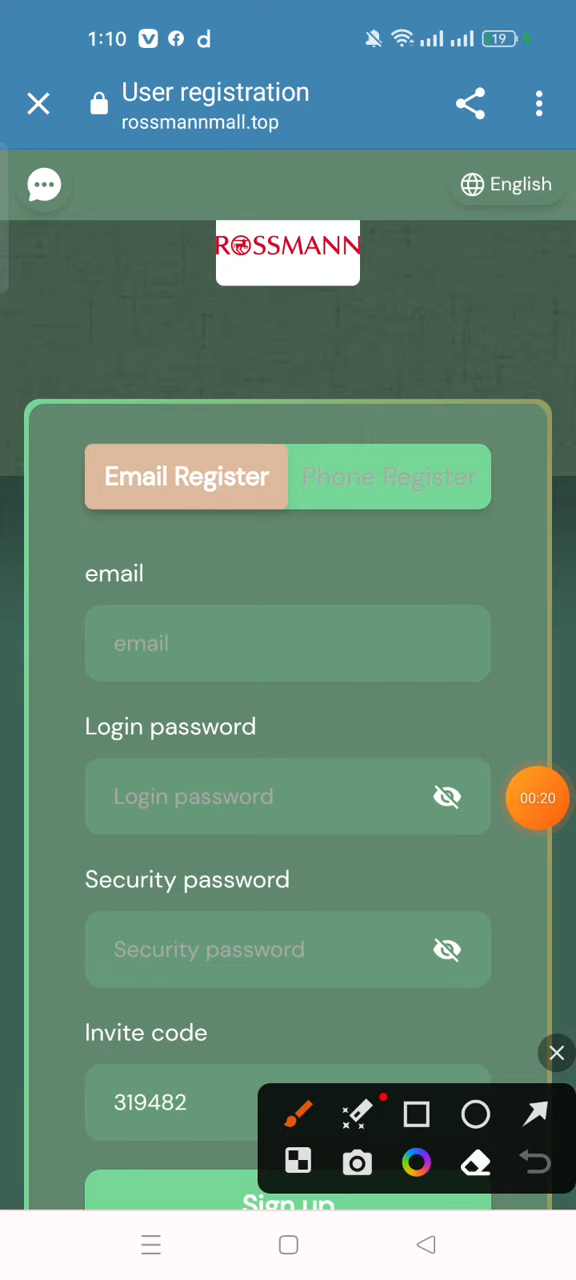 1:10
19
User registration
rossmannmall.top
English
ROSSMANN
Email Register
Phone Register
email
email
Login password
Login password
00:20
Security password
Security password
Invite code
319482
Sign up